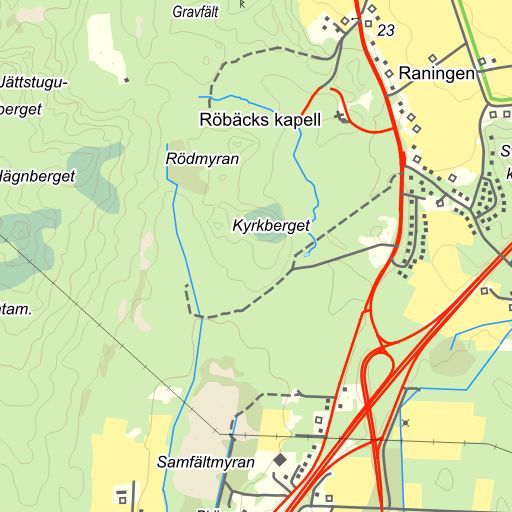 Gravfält
23
Raningen
Jättstugu-
berget
Röbäcks kapell
Rödmyran
Hägnberget
Kyrkberget
Samfältmyran